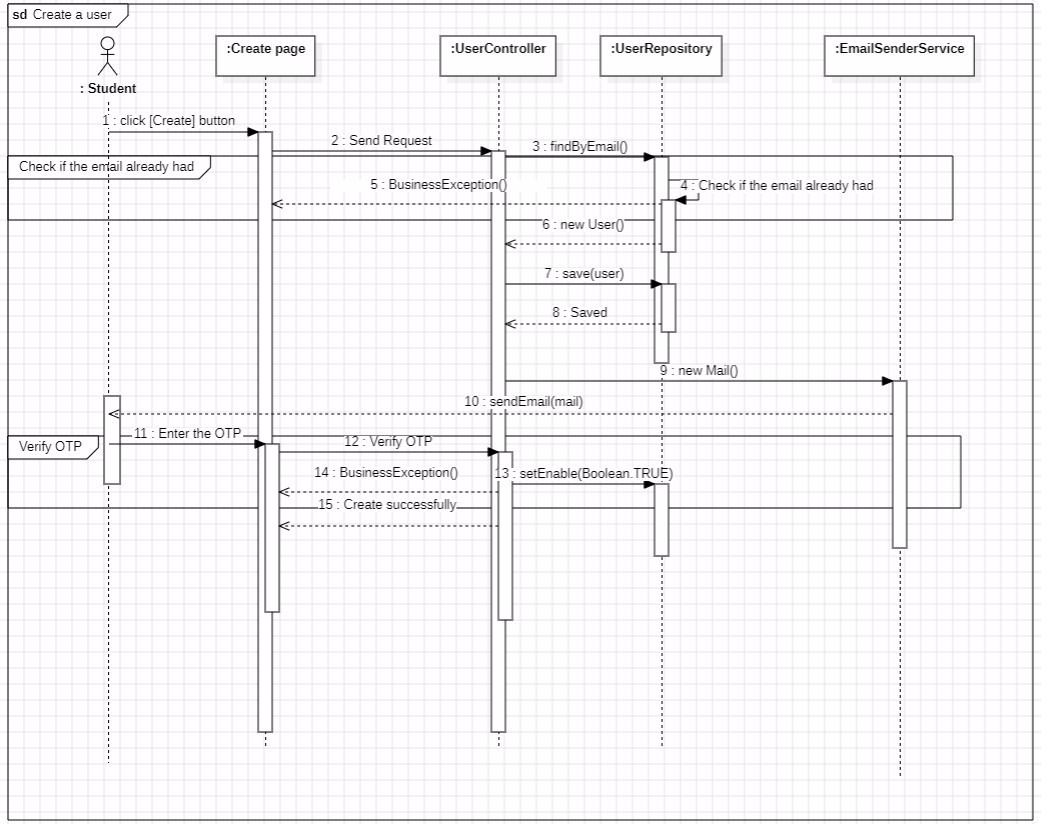 sd Create a user
: Student
:Create page
:UserController
:UserRepository
:EmailSenderService
1 : click [Create] button
2 : Send Request
3 : findByEmail()
Check if the email already had
4 : Check if the email already had
5 : BusinessException()
6 : new User()
7 : save(user)
8 : Saved
9 : new Mail()
10 : sendEmail(mail)
Verify OTP
11 : Enter the OTP
12 : Verify OTP
13 : setEnable(Boolean.TRUE)
14 : BusinessException()
15 : Create successfully